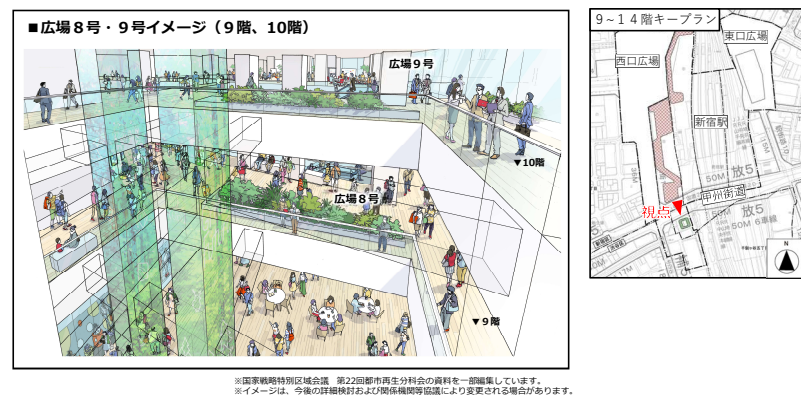 ■広場８号・９号イメージ（９階、10階）
広場９号
▼10階
広場８号
▼９階
９~１４階キープラン
東口広場
西口広場
新宿駅
放５
50M
甲州街道
視点
放５
50M ６車線
N
※国家戦略特別区域会議　第22回都市再生分科会の資料を一部編集しています。
※イメージは、今後の詳細検討および関係機関等協議により変更される場合があります。